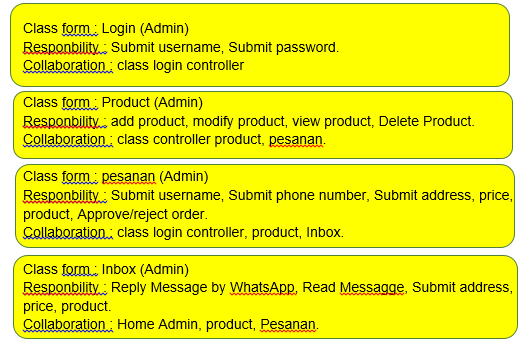 Class form : Login (Admin)
Responbility : Submit username, Submit password.
Collaboration : class login controller
Class form : Product (Admin)
Responbility : add product, modify product, view product, Delete Product.
Collaboration : class controller product, pesanan.
Class form : pesanan (Admin)
Responbility : Submit username, Submit phone number, Submit address, price,
product, Approve/reject order.
Collaboration : class login controller, product, Inbox.
Class form : Inbox (Admin)
Responbility : Reply Message by WhatsApp, Read Messagge, Submit address,
price, product.
Collaboration : Home Admin, product, Pesanan.